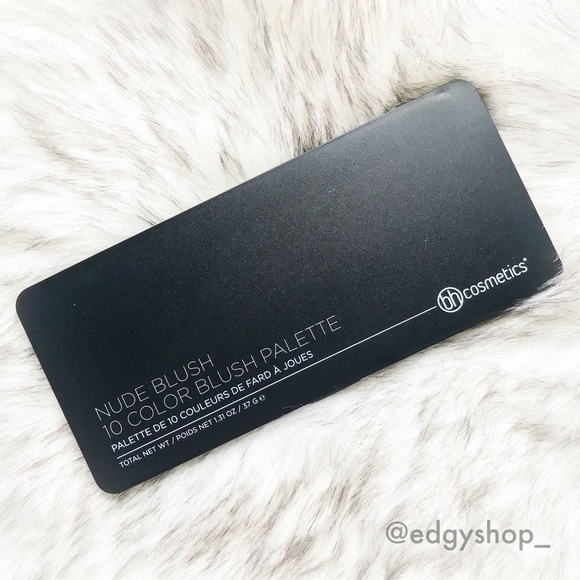 bhcosmetics®
NUDE BLUSH
10 COLOR BLUSH PALETTE
PALETTE DE 10 COULEURS DE FARD À JOUES
TOTAL NET WT / POIDS NET 1.31 OZ / 37 G ℮
@edgyshop_